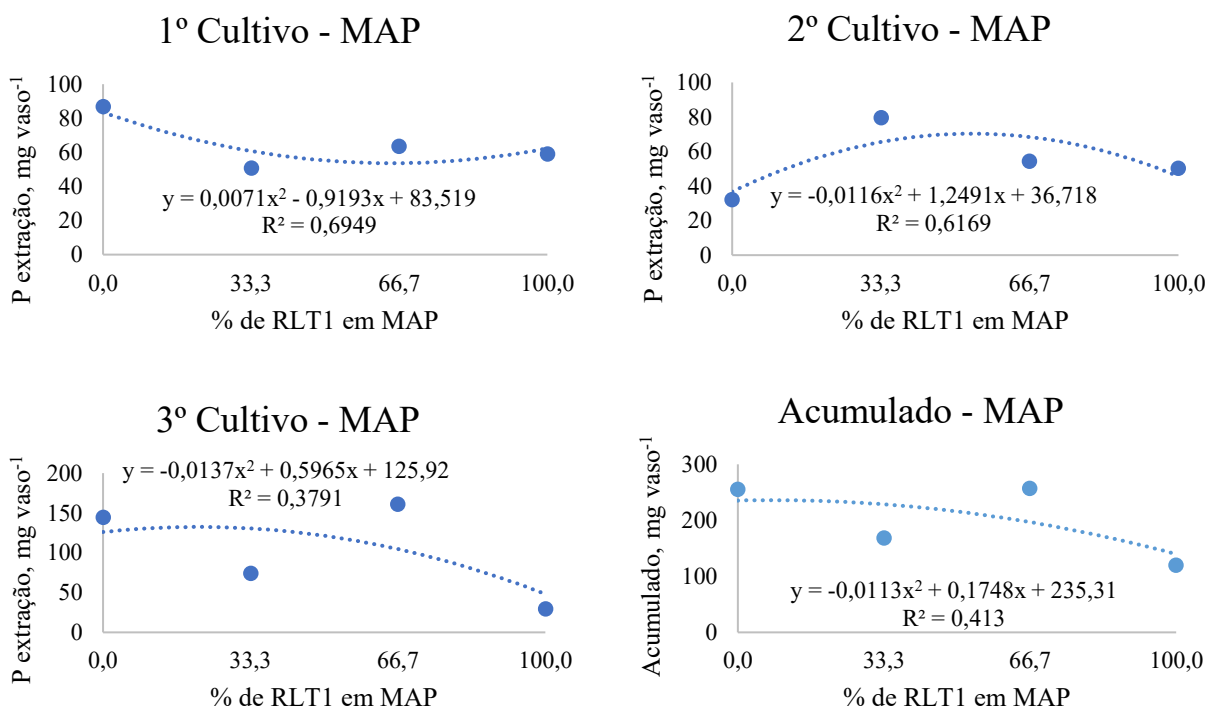 1º Cultivo - MAP
P extração, mg vaso⁻¹
100
80
60
40
20
0
y = 0,0071x² - 0,9193x + 83,519
R² = 0,6949
0,0 33,3 66,7 100,0
% de RLT1 em MAP
2º Cultivo - MAP
P extração, mg vaso⁻¹
100
80
60
40
20
0
y = -0,0116x² + 1,2491x + 36,718
R² = 0,6169
0,0 33,3 66,7 100,0
% de RLT1 em MAP
3º Cultivo - MAP
P extração, mg vaso⁻¹
y = -0,0137x² + 0,5965x + 125,92
R² = 0,3791
200
150
100
50
0
0,0 33,3 66,7 100,0
% de RLT1 em MAP
Acumulado - MAP
Acumulado, mg vaso⁻¹
300
200
100
0
y = -0,0113x² + 0,1748x + 235,31
R² = 0,413
0,0 33,3 66,7 100,0
% de RLT1 em MAP